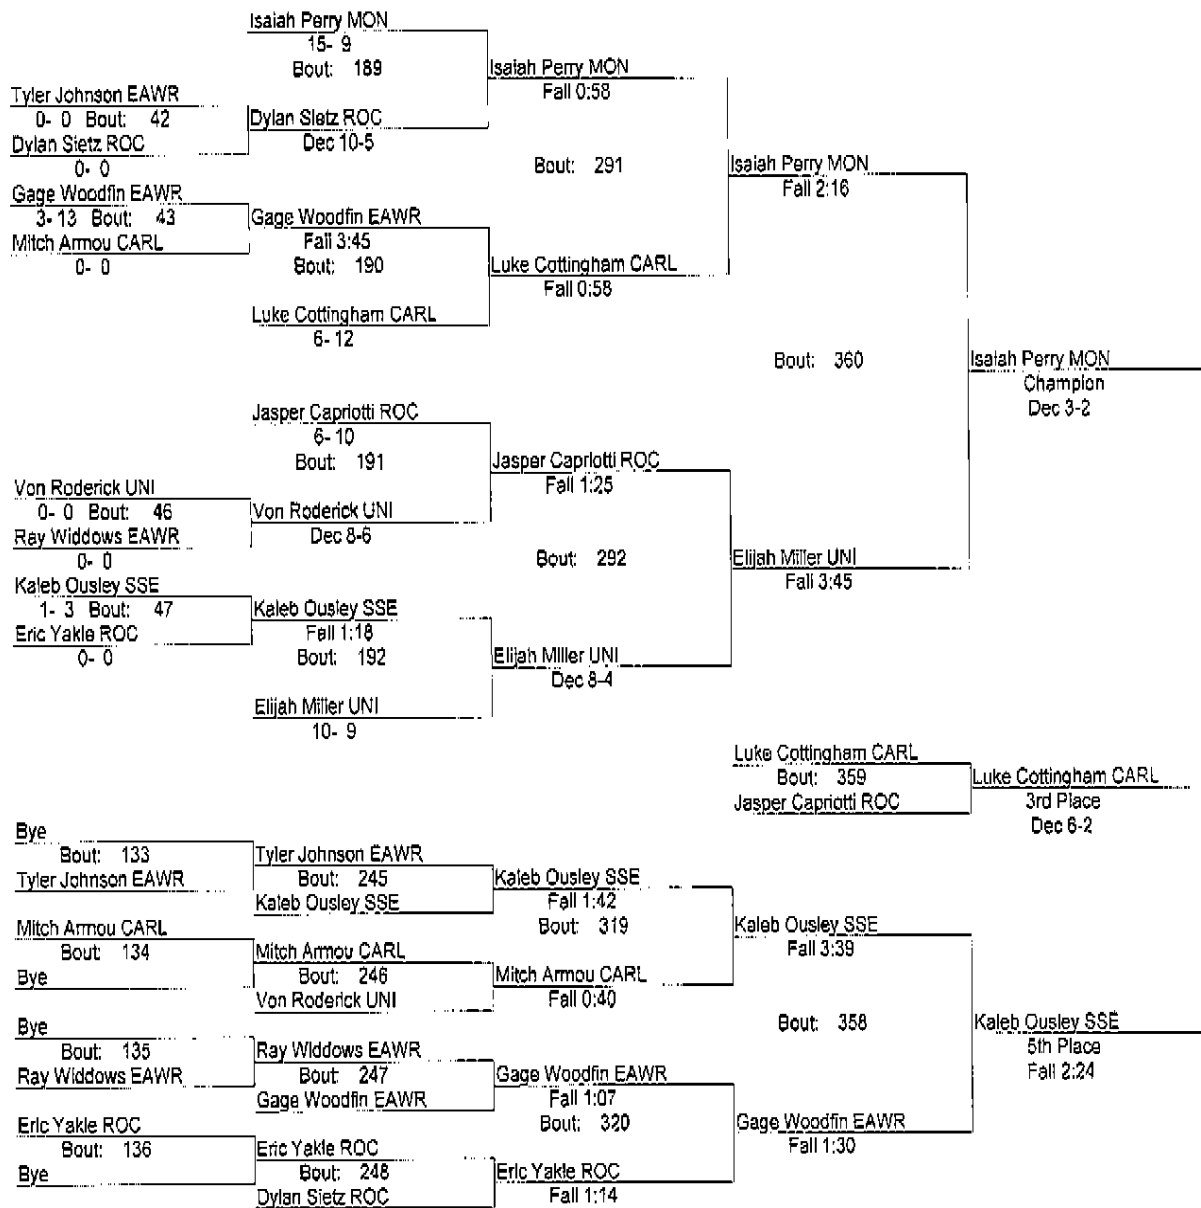 Isaiah Perry MON
15- 9
Bout: 189
Isaiah Perry MON
Fall 0:58
Tyler Johnson EAWR
0- 0 Bout: 42
Dylan Sietz ROC
0- 0
Dylan Sietz ROC
Dec 10-5
Bout: 291
Isaiah Perry MON
Fall 2:16
Gage Woodfin EAWR
3- 13 Bout: 43
Mitch Armou CARL
0- 0
Gage Woodfin EAWR
Fall 3:45
Bout: 190
Luke Cottingham CARL
Fall 0:58
Luke Cottingham CARL
6- 12
Bout: 360
Isaiah Perry MON
Champion
Dec 3-2
Jasper Capriotti ROC
6- 10
Bout: 191
Jasper Capriotti ROC
Fall 1:25
Von Roderick UNI
0- 0 Bout: 46
Ray Widdows EAWR
0- 0
Von Roderick UNI
Dec 8-6
Bout: 292
Elijah Miller UNI
Fall 3:45
Kaleb Ousley SSE
1- 3 Bout: 47
Eric Yakle ROC
0- 0
Kaleb Ousley SSE
Fall 1:18
Bout: 192
Elijah Miller UNI
Dec 8-4
Elijah Miller UNI
10- 9
Luke Cottingham CARL
Bout: 359
Jasper Capriotti ROC
Luke Cottingham CARL
3rd Place
Dec 6-2
Bye
Bout: 133
Tyler Johnson EAWR
Tyler Johnson EAWR
Bout: 245
Kaleb Ousley SSE
Kaleb Ousley SSE
Fall 1:42
Bout: 319
Mitch Armou CARL
Bout: 134
Bye
Mitch Armou CARL
Bout: 246
Von Roderick UNI
Mitch Armou CARL
Fall 0:40
Kaleb Ousley SSE
Fall 3:39
Bout: 358
Kaleb Ousley SSE
5th Place
Fall 2:24
Bye
Bout: 135
Ray Widdows EAWR
Ray Widdows EAWR
Bout: 247
Gage Woodfin EAWR
Gage Woodfin EAWR
Fall 1:07
Bout: 320
Gage Woodfin EAWR
Fall 1:30
Eric Yakle ROC
Bout: 136
Bye
Eric Yakle ROC
Bout: 248
Dylan Sietz ROC
Eric Yakle ROC
Fall 1:14